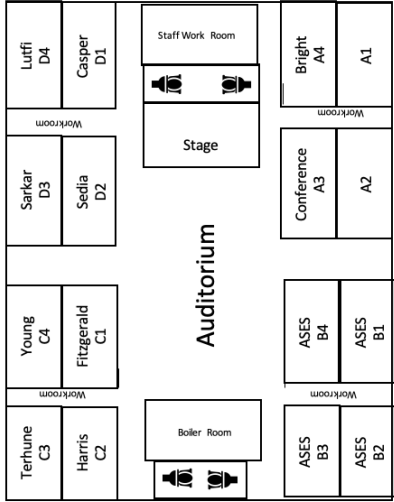 Lutfi
D4
Casper
D1
Staff Work Room
Bright
A4
A1
Workroom
Workroom
Stage
Sarkar
D3
Sedia
D2
Conference
A3
A2
Auditorium
Young
C4
Fitzgerald
C1
ASES
B4
ASES
B1
Workroom
Workroom
Terhune
C3
Harris
C2
Boiler Room
ASES
B3
ASES
B2